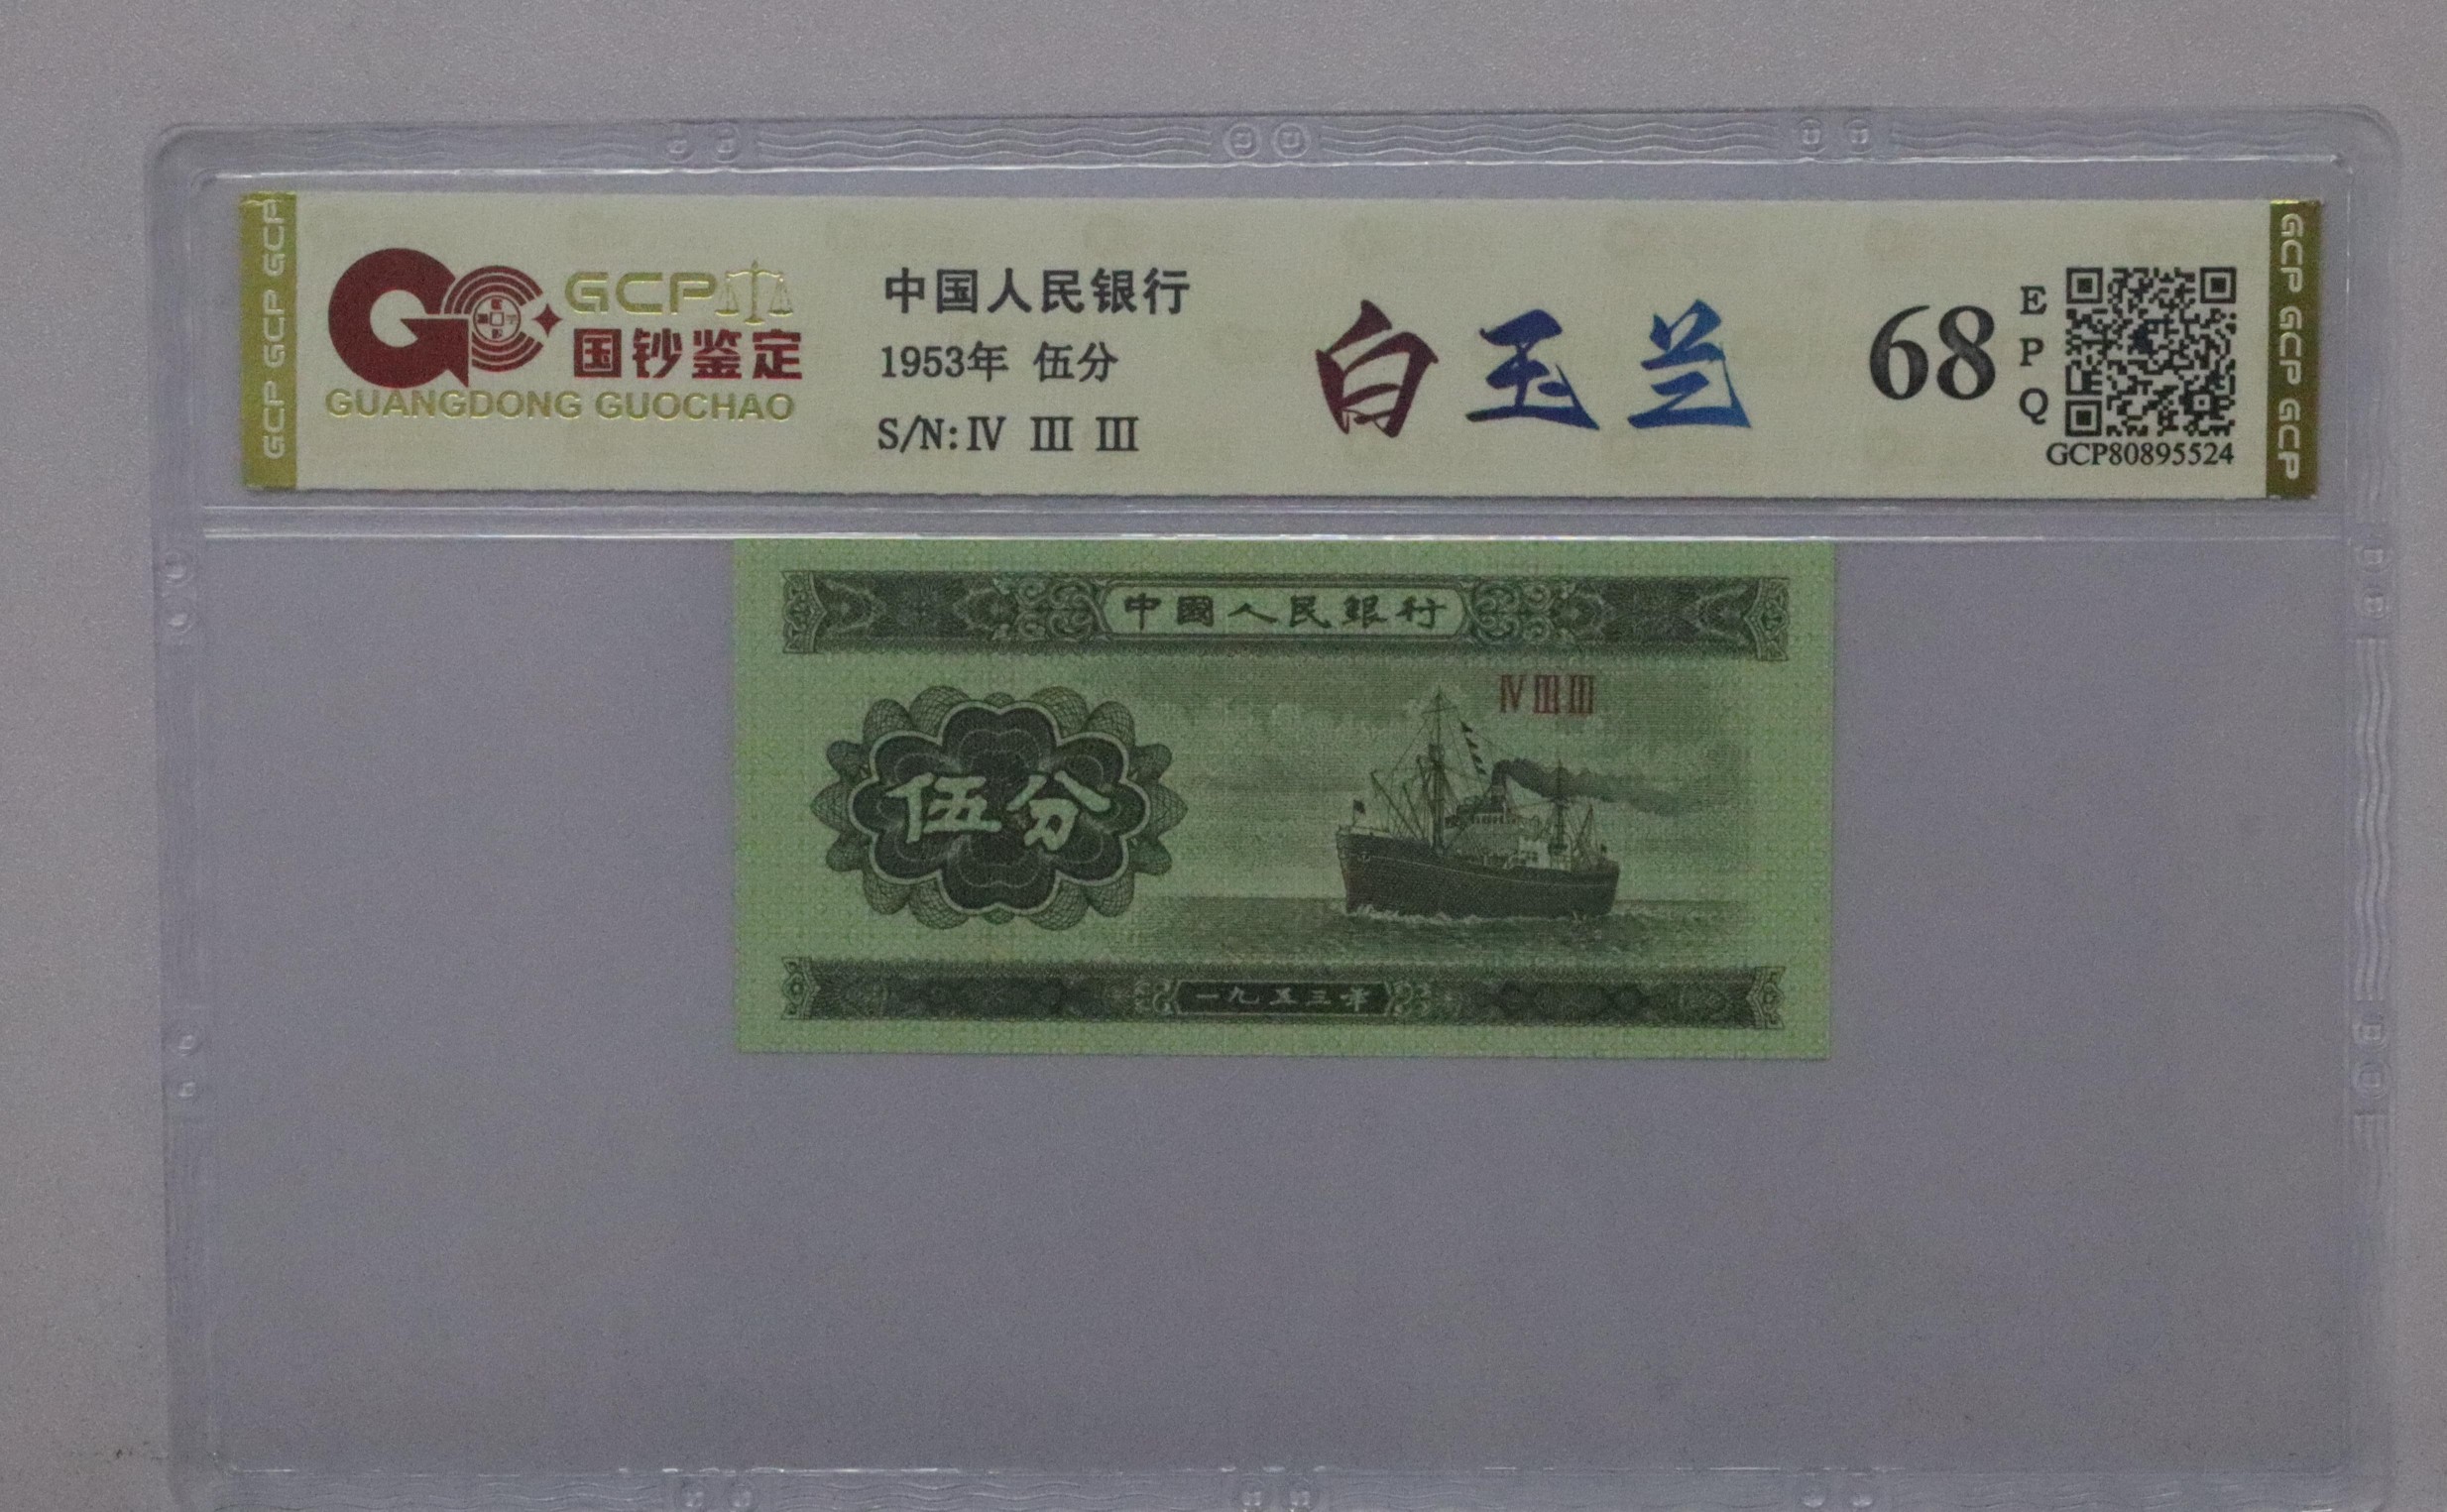 GCP GCP GCP
GCP
国钞鉴定
GUANGDONG GUOCHAO
中国人民银行
1953年 伍分
S/N:Ⅳ Ⅲ Ⅲ
白玉兰
68
E
P
Q
GCP80895524
GCP GCP GCP
中國人民銀行
Ⅳ Ⅲ Ⅲ
伍分
一九五三年